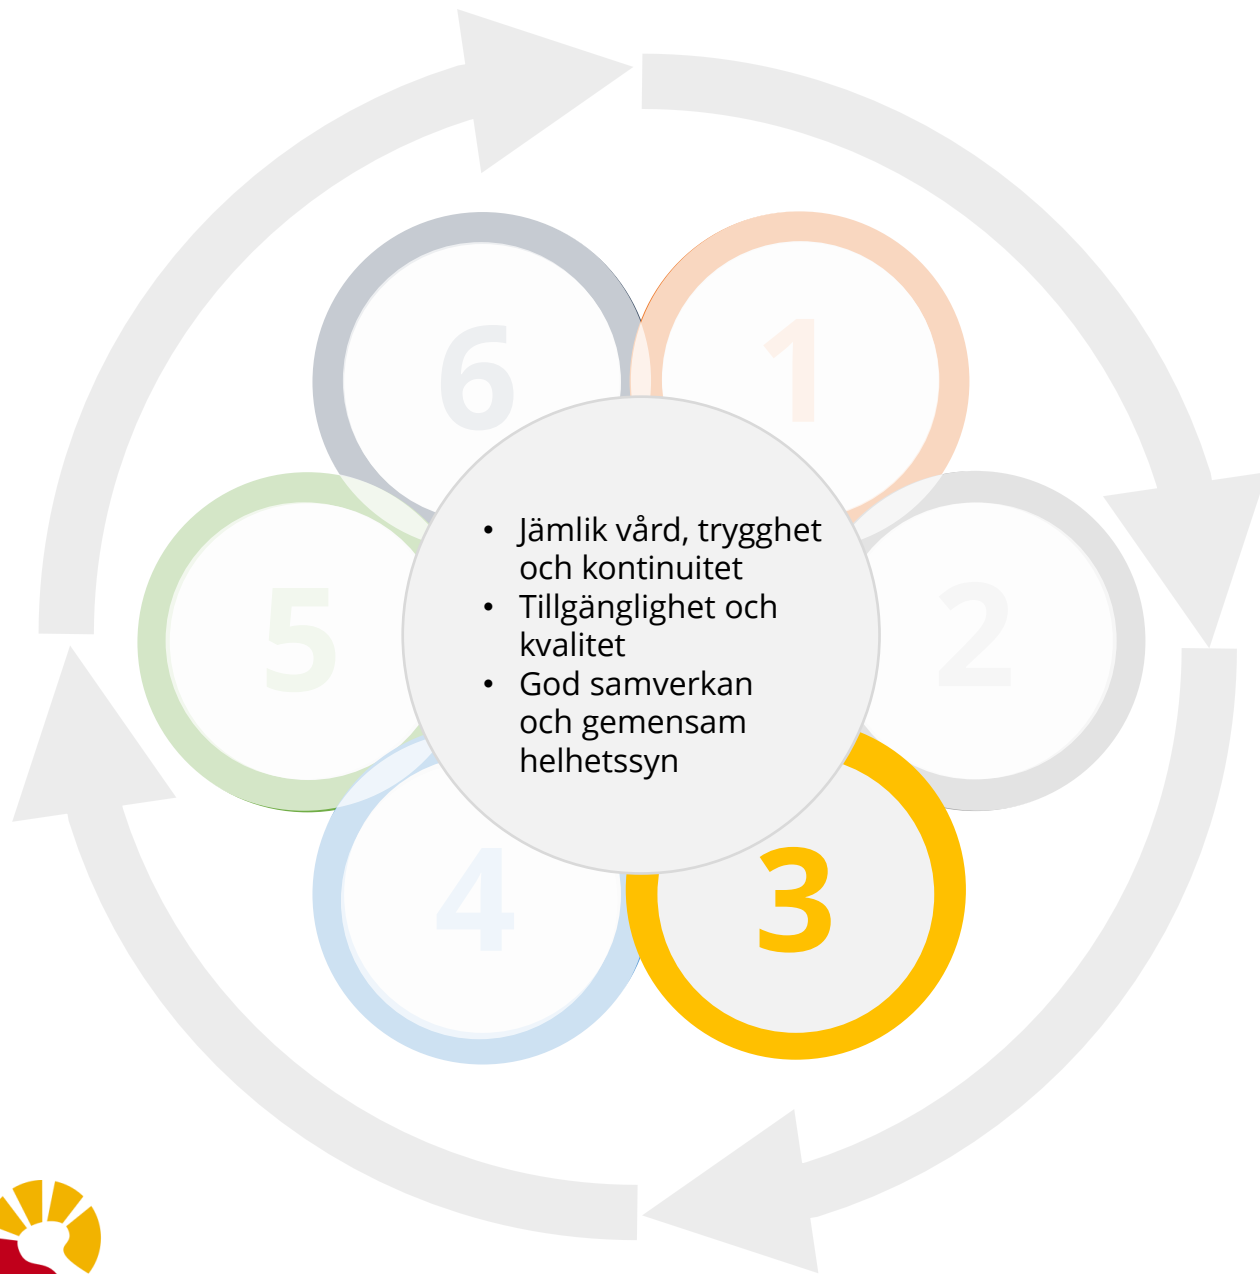 6
1
• Jämlik vård, trygghet
och kontinuitet
• Tillgänglighet och
kvalitet
• God samverkan
och gemensam
helhetssyn
5
2
4
3